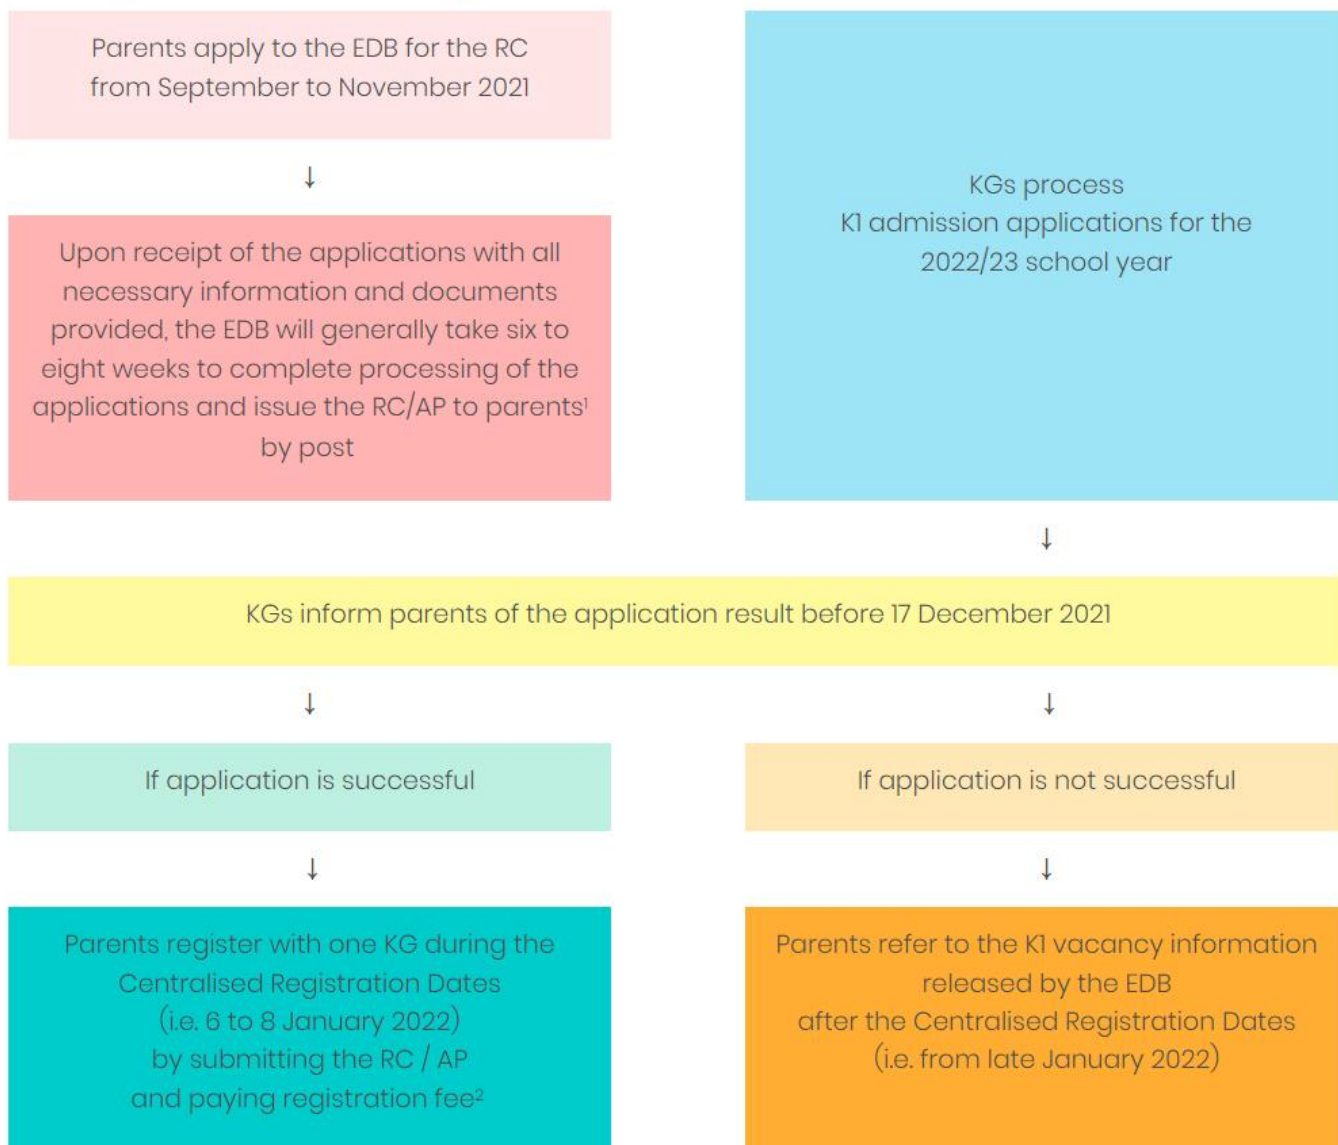 Parents apply to the EDB for the RC
from September to November 2021
↓
Upon receipt of the applications with all
necessary information and documents
provided, the EDB will generally take six to
eight weeks to complete processing of the
applications and issue the RC/AP to parents¹
by post
KGs process
K1 admission applications for the
2022/23 school year
↓
KGs inform parents of the application result before 17 December 2021
↓
↓
If application is successful
If application is not successful
↓
↓
Parents register with one KG during the
Centralised Registration Dates
(i.e. 6 to 8 January 2022)
by submitting the RC / AP
and paying registration fee²
Parents refer to the K1 vacancy information
released by the EDB
after the Centralised Registration Dates
(i.e. from late January 2022)